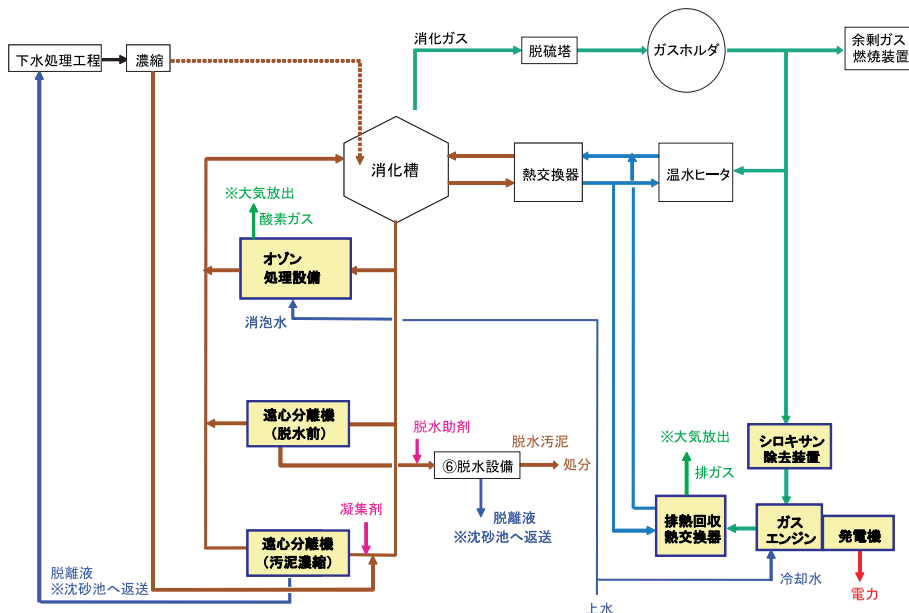 消化ガス
脱硫塔
ガスホルダ
余剰ガス
燃焼装置
下水処理工程
濃縮
消化槽
熱交換器
温水ヒータ
※大気放出
酸素ガス
オゾン
処理設備
消泡水
遠心分離機
（脱水前）
脱水助剤
⑥脱水設備
脱水汚泥
処分
脱離液
※沈砂池へ返送
凝集剤
遠心分離機
（汚泥濃縮）
脱離液
※沈砂池へ返送
シロキサン
除去装置
※大気放出
排ガス
排熱回収
熱交換器
ガス
エンジン
発電機
冷却水
電力
上水